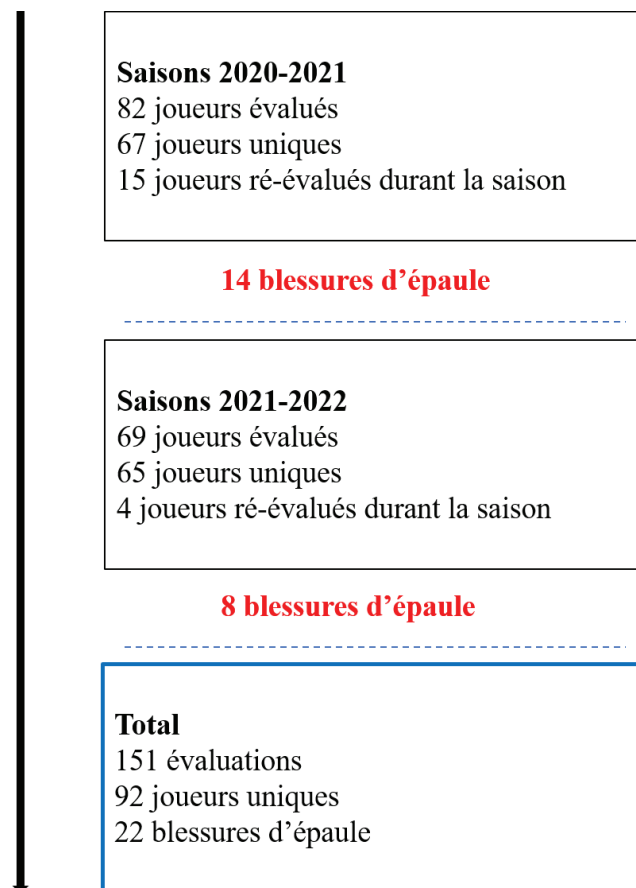 Saisons 2020-2021
82 joueurs évalués
67 joueurs uniques
15 joueurs ré-évalués durant la saison
14 blessures d’épaule
Saisons 2021-2022
69 joueurs évalués
65 joueurs uniques
4 joueurs ré-évalués durant la saison
8 blessures d’épaule
Total
151 évaluations
92 joueurs uniques
22 blessures d’épaule